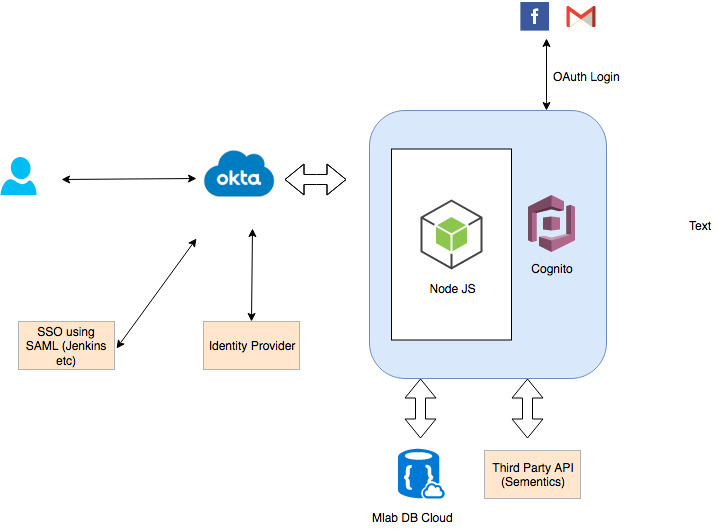 OAuth Login
okta
Text
Node JS
Cognito
SSO using
SAML (Jenkins
etc)
Identity Provider
Third Party API
(Sementics)
Mlab DB Cloud